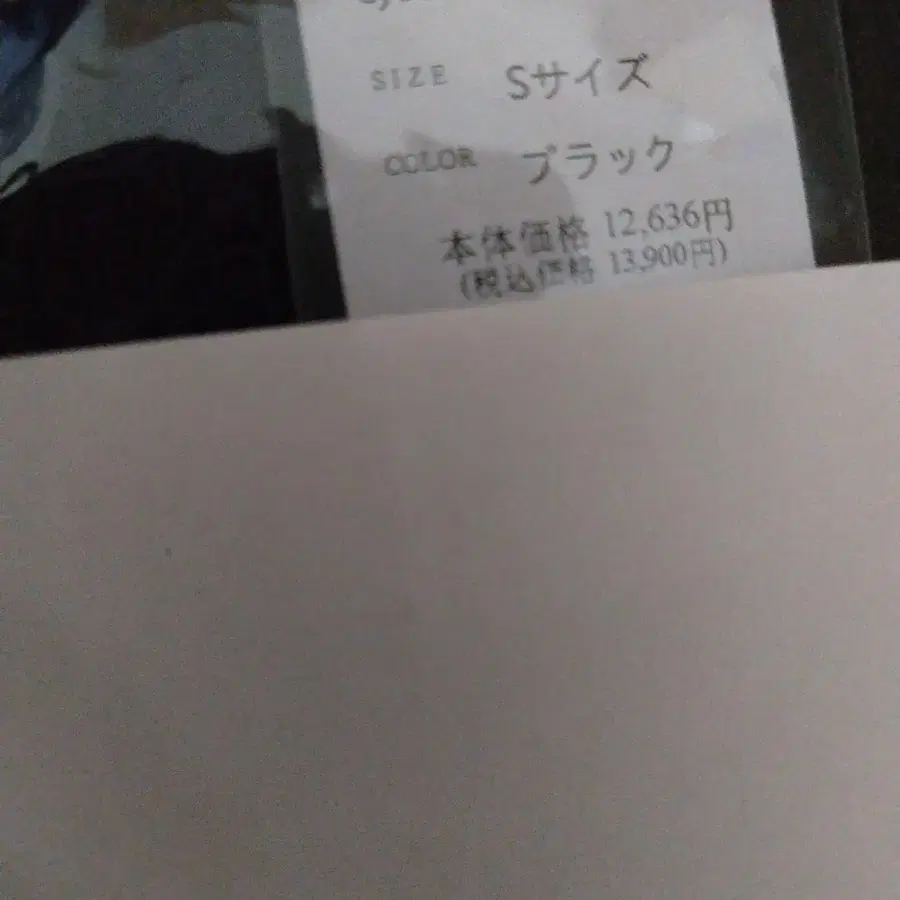 SIZE Sサイズ
COLOR ブラック
本体価格 12,636円
(税込価格 13,900円)